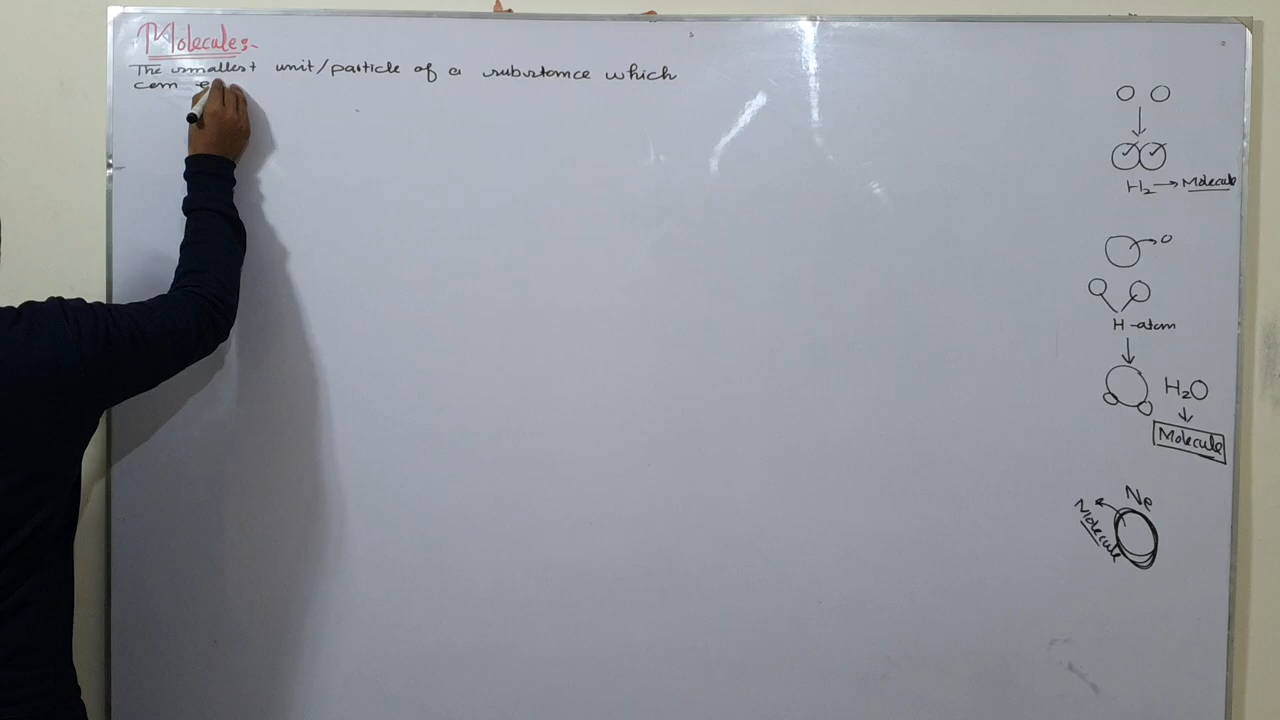 Molecules-
The smallest unit/particle of a substance which
can
H₂ → Molecule
O
H-atom
H₂O
Molecule
Ne
Molecule